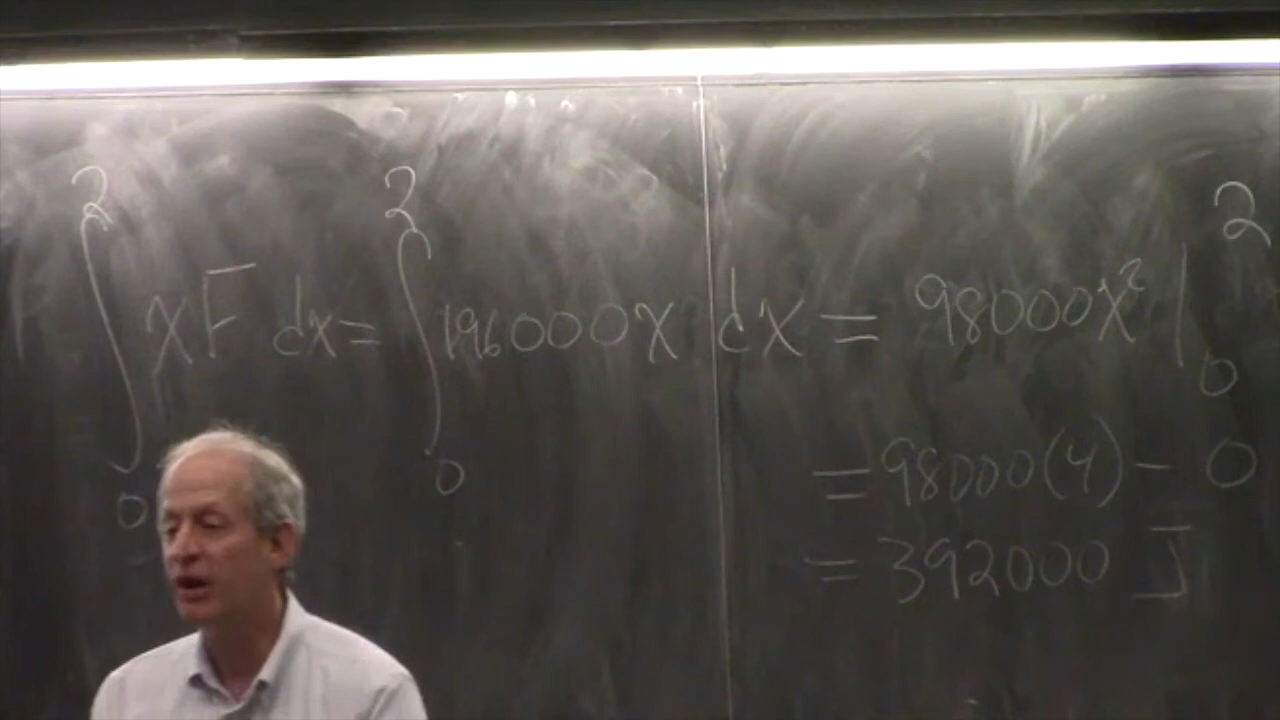 ∫₀² xF dx = ∫₀² 196000x dx = 98000x² |₀²
= 98000(4) - 0
= 392000 J